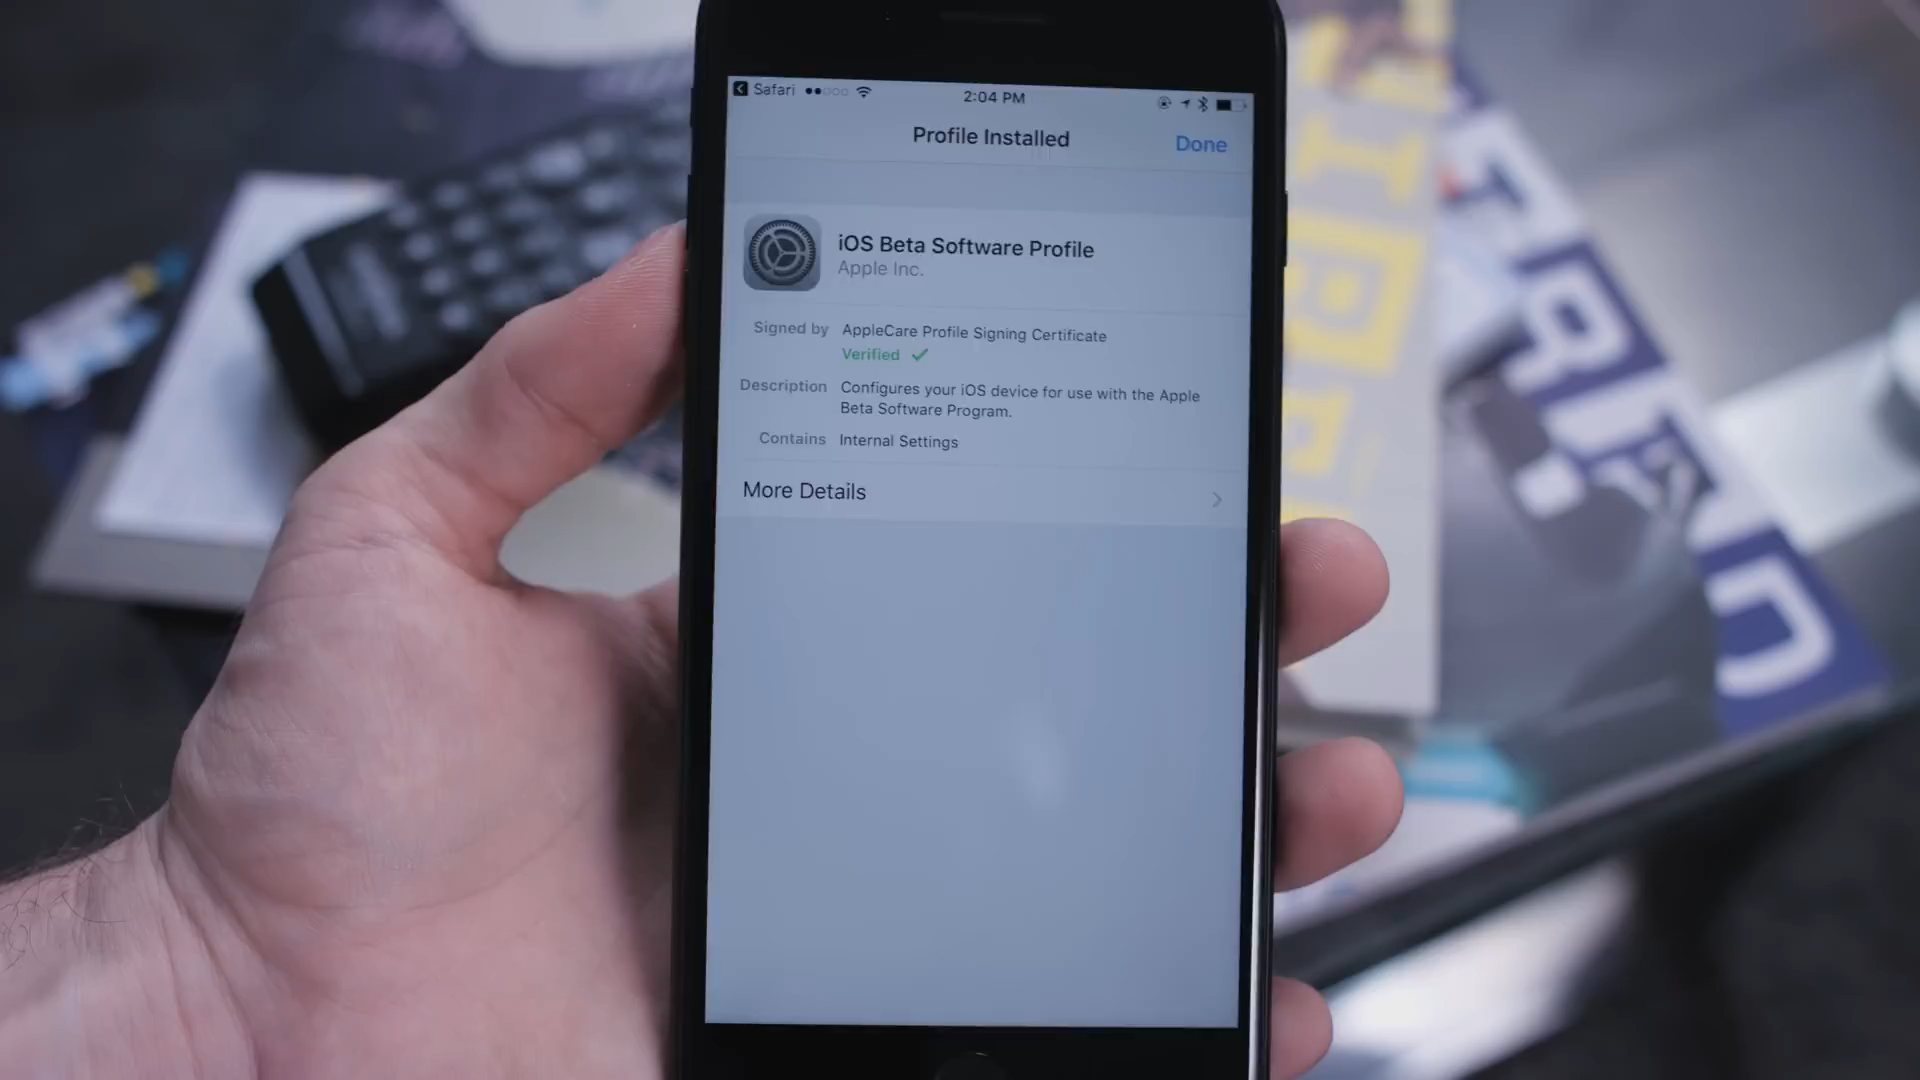 Safari
2:04 PM
Profile Installed
Done
iOS Beta Software Profile
Apple Inc.
Signed by AppleCare Profile Signing Certificate
Verified
Description Configures your iOS device for use with the Apple
Beta Software Program.
Contains Internal Settings
More Details